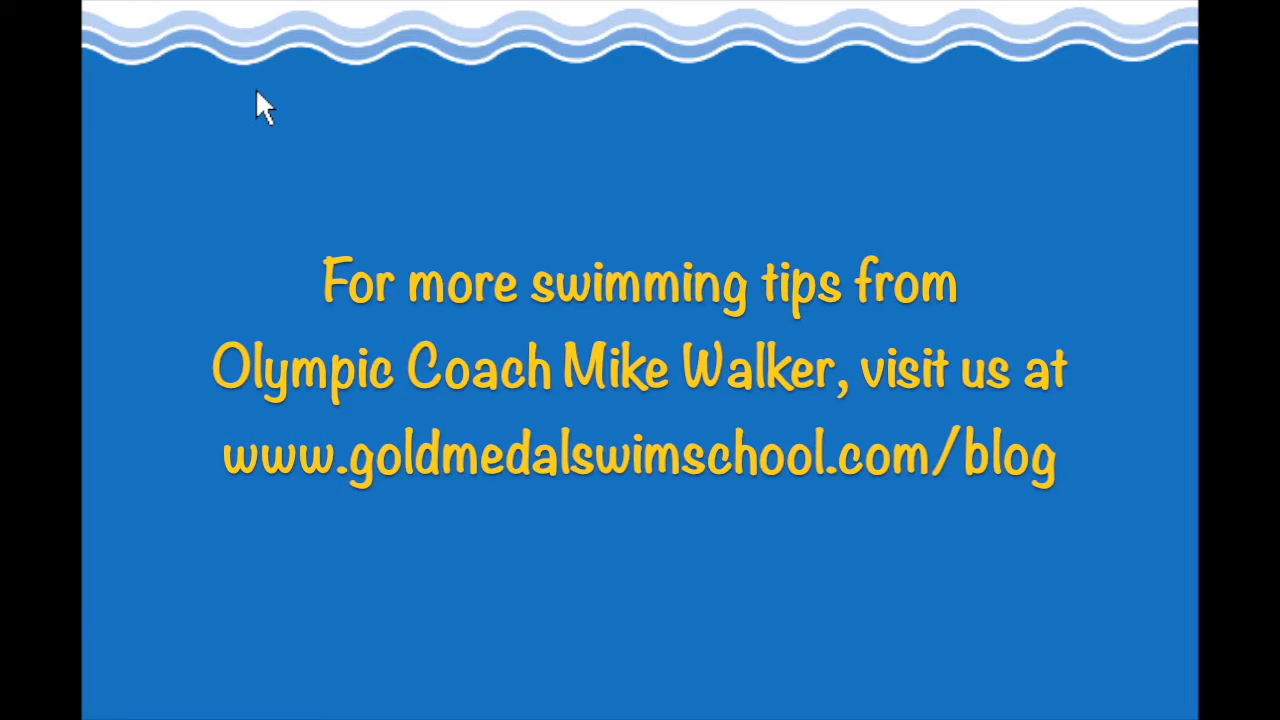 For more swimming tips from
Olympic Coach Mike Walker, visit us at
www.goldmedalswimschool.com/blog